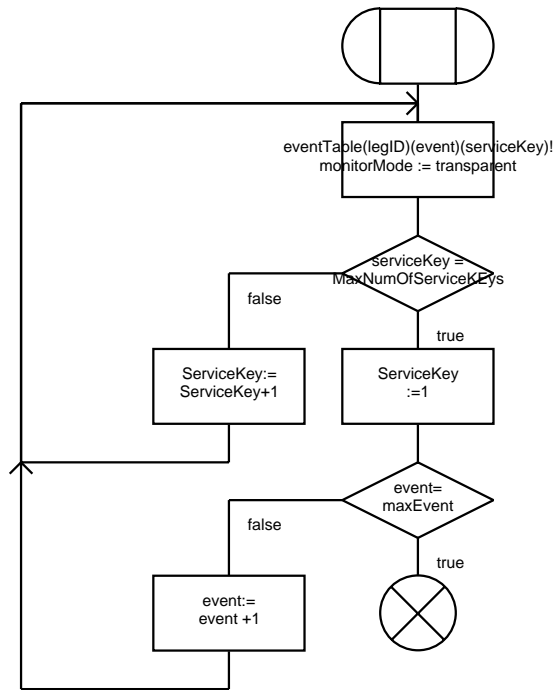 eventTable(legID)(event)(serviceKey)!
monitorMode := transparent
serviceKey =
MaxNumOfServiceKEys
false
true
ServiceKey:=
ServiceKey+1
ServiceKey
:=1
event=
maxEvent
false
true
event:=
event +1